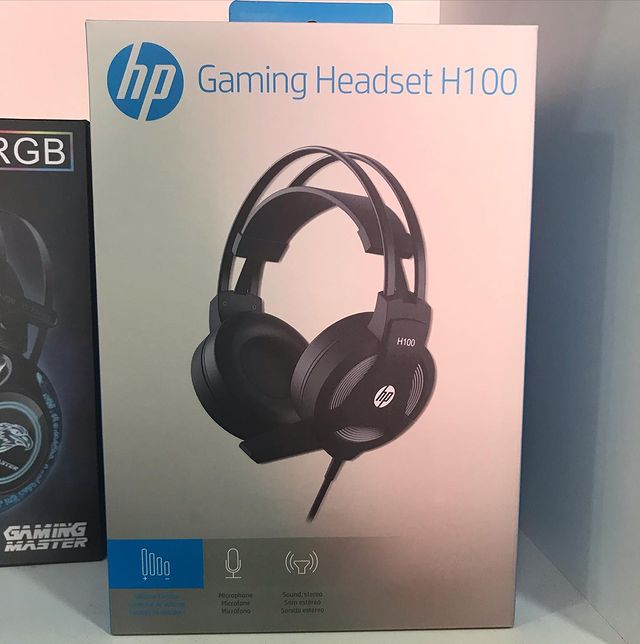 hp
Gaming Headset H100
RGB
H100
hp
GAMING
MASTER
+ -
Microphone
Microfone
Micrófono
Sound, stereo
Som estéreo
Sonido estéreo